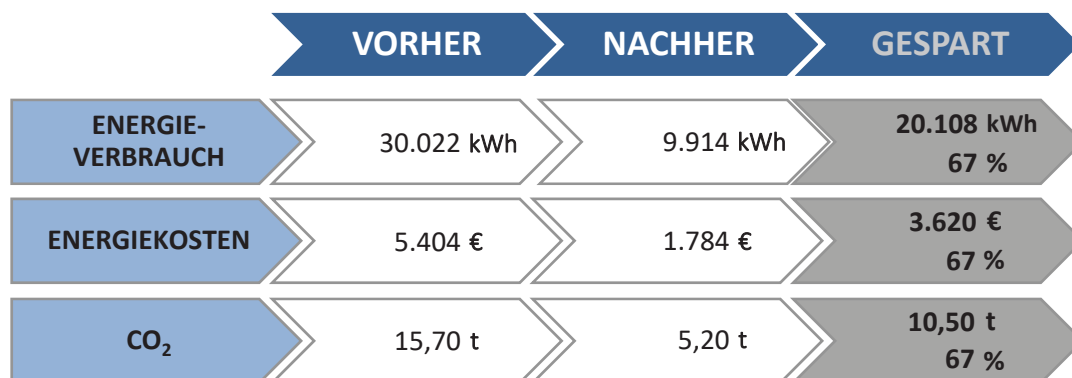 VORHER NACHHER GESPART
ENERGIE-
VERBRAUCH
30.022 kWh
9.914 kWh
20.108 kWh
67 %
ENERGIEKOSTEN
5.404 €
1.784 €
3.620 €
67 %
CO₂
15,70 t
5,20 t
10,50 t
67 %